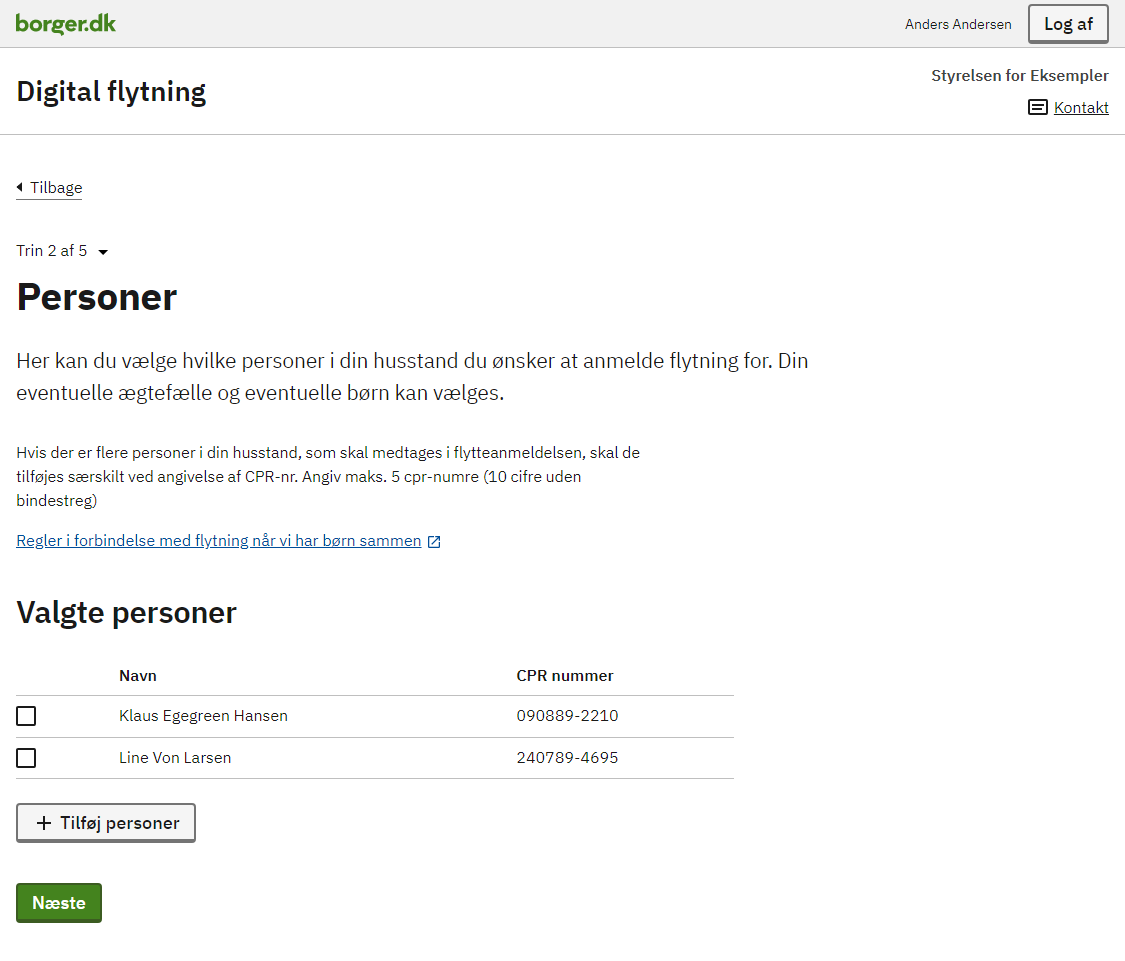 borger.dk
Anders Andersen
Log af
Digital flytning
Styrelsen for Eksempler
Kontakt
Tilbage
Trin 2 af 5
Personer
Her kan du vælge hvilke personer i din husstand du ønsker at anmelde flytning for. Din
eventuelle ægtefælle og eventuelle børn kan vælges.
Hvis der er flere personer i din husstand, som skal medtages i flytteanmeldelsen, skal de
tilføjes særskilt ved angivelse af CPR-nr. Angiv maks. 5 cpr-numre (10 cifre uden
bindestreg)
Regler i forbindelse med flytning når vi har børn sammen
Valgte personer
Navn CPR nummer
Klaus Egegreen Hansen 090889-2210
Line Von Larsen 240789-4695
Tilføj personer
Næste